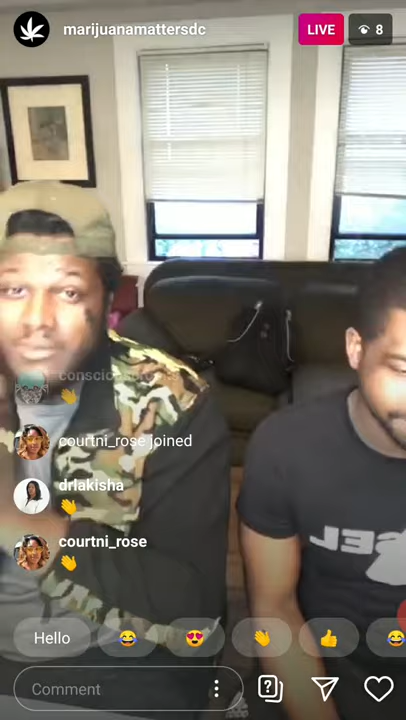 marijuanamattersdc
LIVE
8
courtni_rose joined
drlakisha
👋
courtni_rose
👋
Hello
😂
😍
👋
👍
😂
Comment